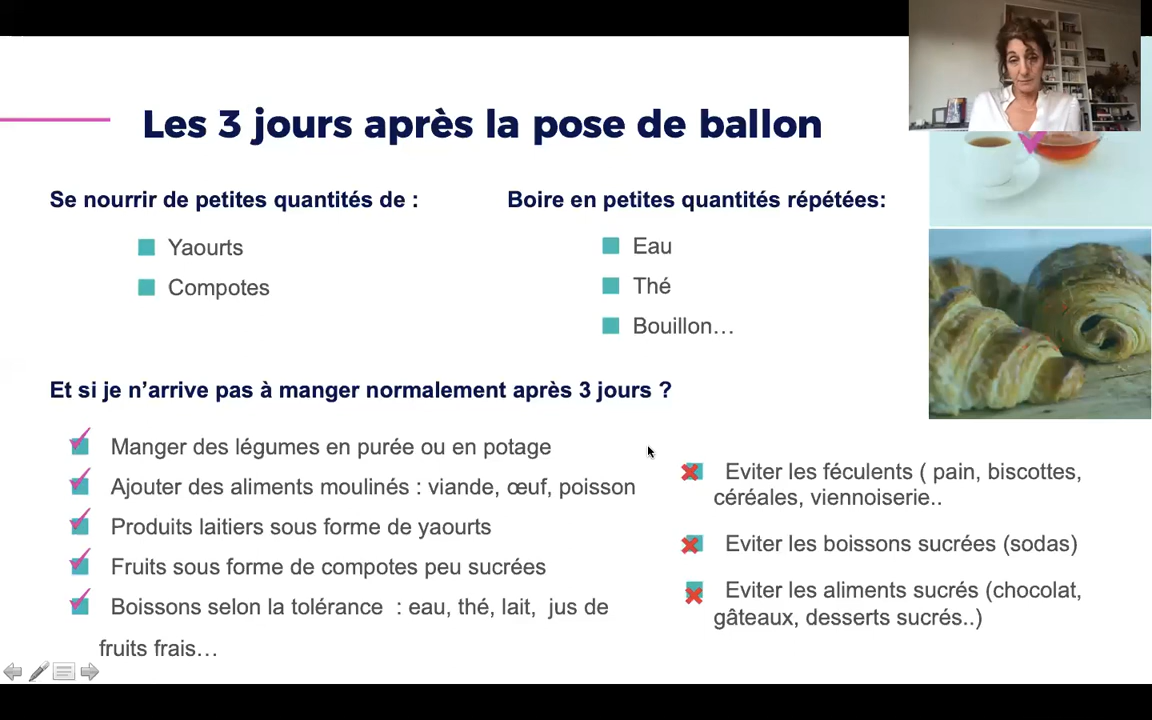 Les 3 jours après la pose de ballon
Se nourrir de petites quantités de :
Yaourts
Compotes
Boire en petites quantités répétées:
Eau
Thé
Bouillon…
Et si je n’arrive pas à manger normalement après 3 jours ?
Manger des légumes en purée ou en potage
Ajouter des aliments moulinés : viande, œuf, poisson
Produits laitiers sous forme de yaourts
Fruits sous forme de compotes peu sucrées
Boissons selon la tolérance : eau, thé, lait, jus de
fruits frais…
Eviter les féculents ( pain, biscottes,
céréales, viennoiserie..
Eviter les boissons sucrées (sodas)
Eviter les aliments sucrés (chocolat,
gâteaux, desserts sucrés..)